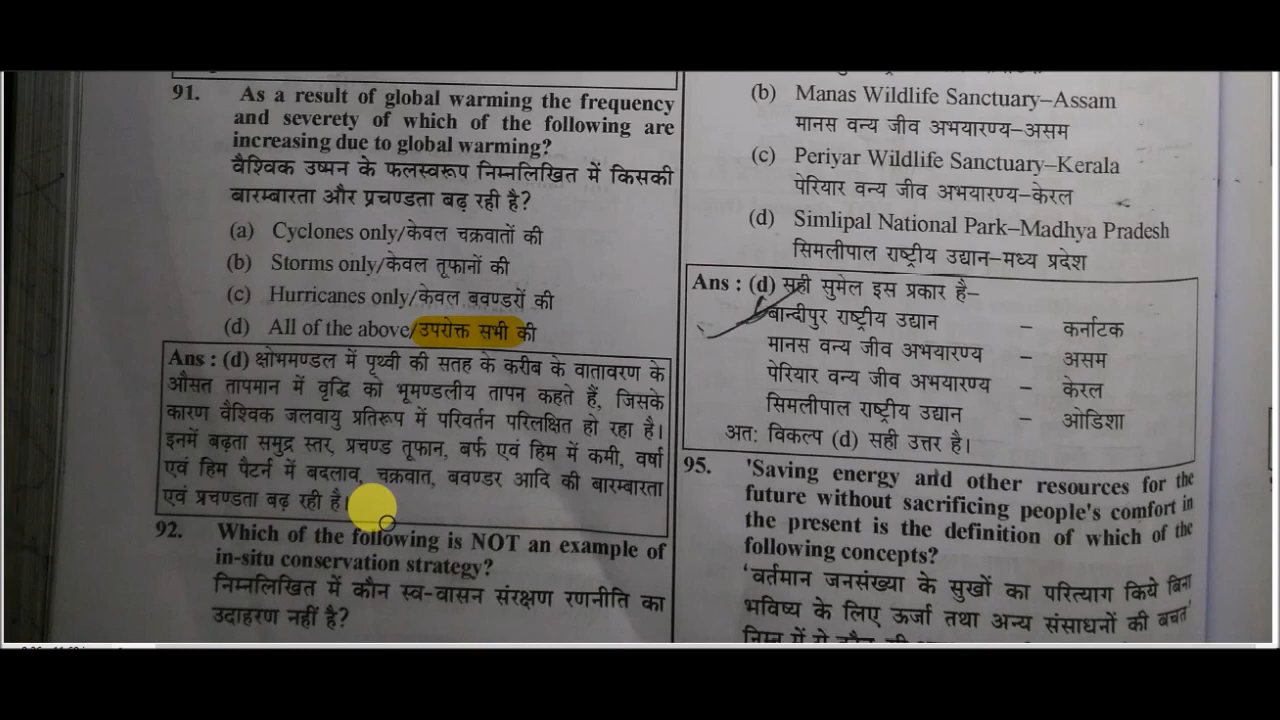 91. As a result of global warming the frequency
and severety of which of the following are
increasing due to global warming?
वैश्विक उष्मन के फलस्वरूप निम्नलिखित में किसकी
बारम्बारता और प्रचण्डता बढ़ रही है?
(a) Cyclones only/केवल चक्रवातों की
(b) Storms only/केवल तूफानों की
(c) Hurricanes only/केवल बवण्डरों की
(d) All of the above/उपरोक्त सभी की
Ans : (d) क्षोभमण्डल में पृथ्वी की सतह के करीब के वातावरण के
औसत तापमान में वृद्धि को भूमण्डलीय तापन कहते हैं, जिसके
कारण वैश्विक जलवायु प्रतिरूप में परिवर्तन परिलक्षित हो रहा है।
इनमें बढ़ता समुद्र स्तर, प्रचण्ड तूफान, बर्फ एवं हिम में कमी, वर्षा
एवं हिम पैटर्न में बदलाव, चक्रवात, बवण्डर आदि की बारम्बारता
एवं प्रचण्डता बढ़ रही है।
92. Which of the following is NOT an example of
in-situ conservation strategy?
निम्नलिखित में कौन स्व-वासन संरक्षण रणनीति का
उदाहरण नहीं है?
(b) Manas Wildlife Sanctuary–Assam
मानस वन्य जीव अभयारण्य–असम
(c) Periyar Wildlife Sanctuary–Kerala
पेरियार वन्य जीव अभयारण्य–केरल
(d) Simlipal National Park–Madhya Pradesh
सिमलीपाल राष्ट्रीय उद्यान–मध्य प्रदेश
Ans : (d) सही सुमेल इस प्रकार है–
बान्दीपुर राष्ट्रीय उद्यान – कर्नाटक
मानस वन्य जीव अभयारण्य – असम
पेरियार वन्य जीव अभयारण्य – केरल
सिमलीपाल राष्ट्रीय उद्यान – ओडिशा
अतः विकल्प (d) सही उत्तर है।
95. 'Saving energy and other resources for the
future without sacrificing people's comfort in
the present is the definition of which of the
following concepts?
'वर्तमान जनसंख्या के सुखों का परित्याग किये बिना
भविष्य के लिए ऊर्जा तथा अन्य संसाधनों की बचत'